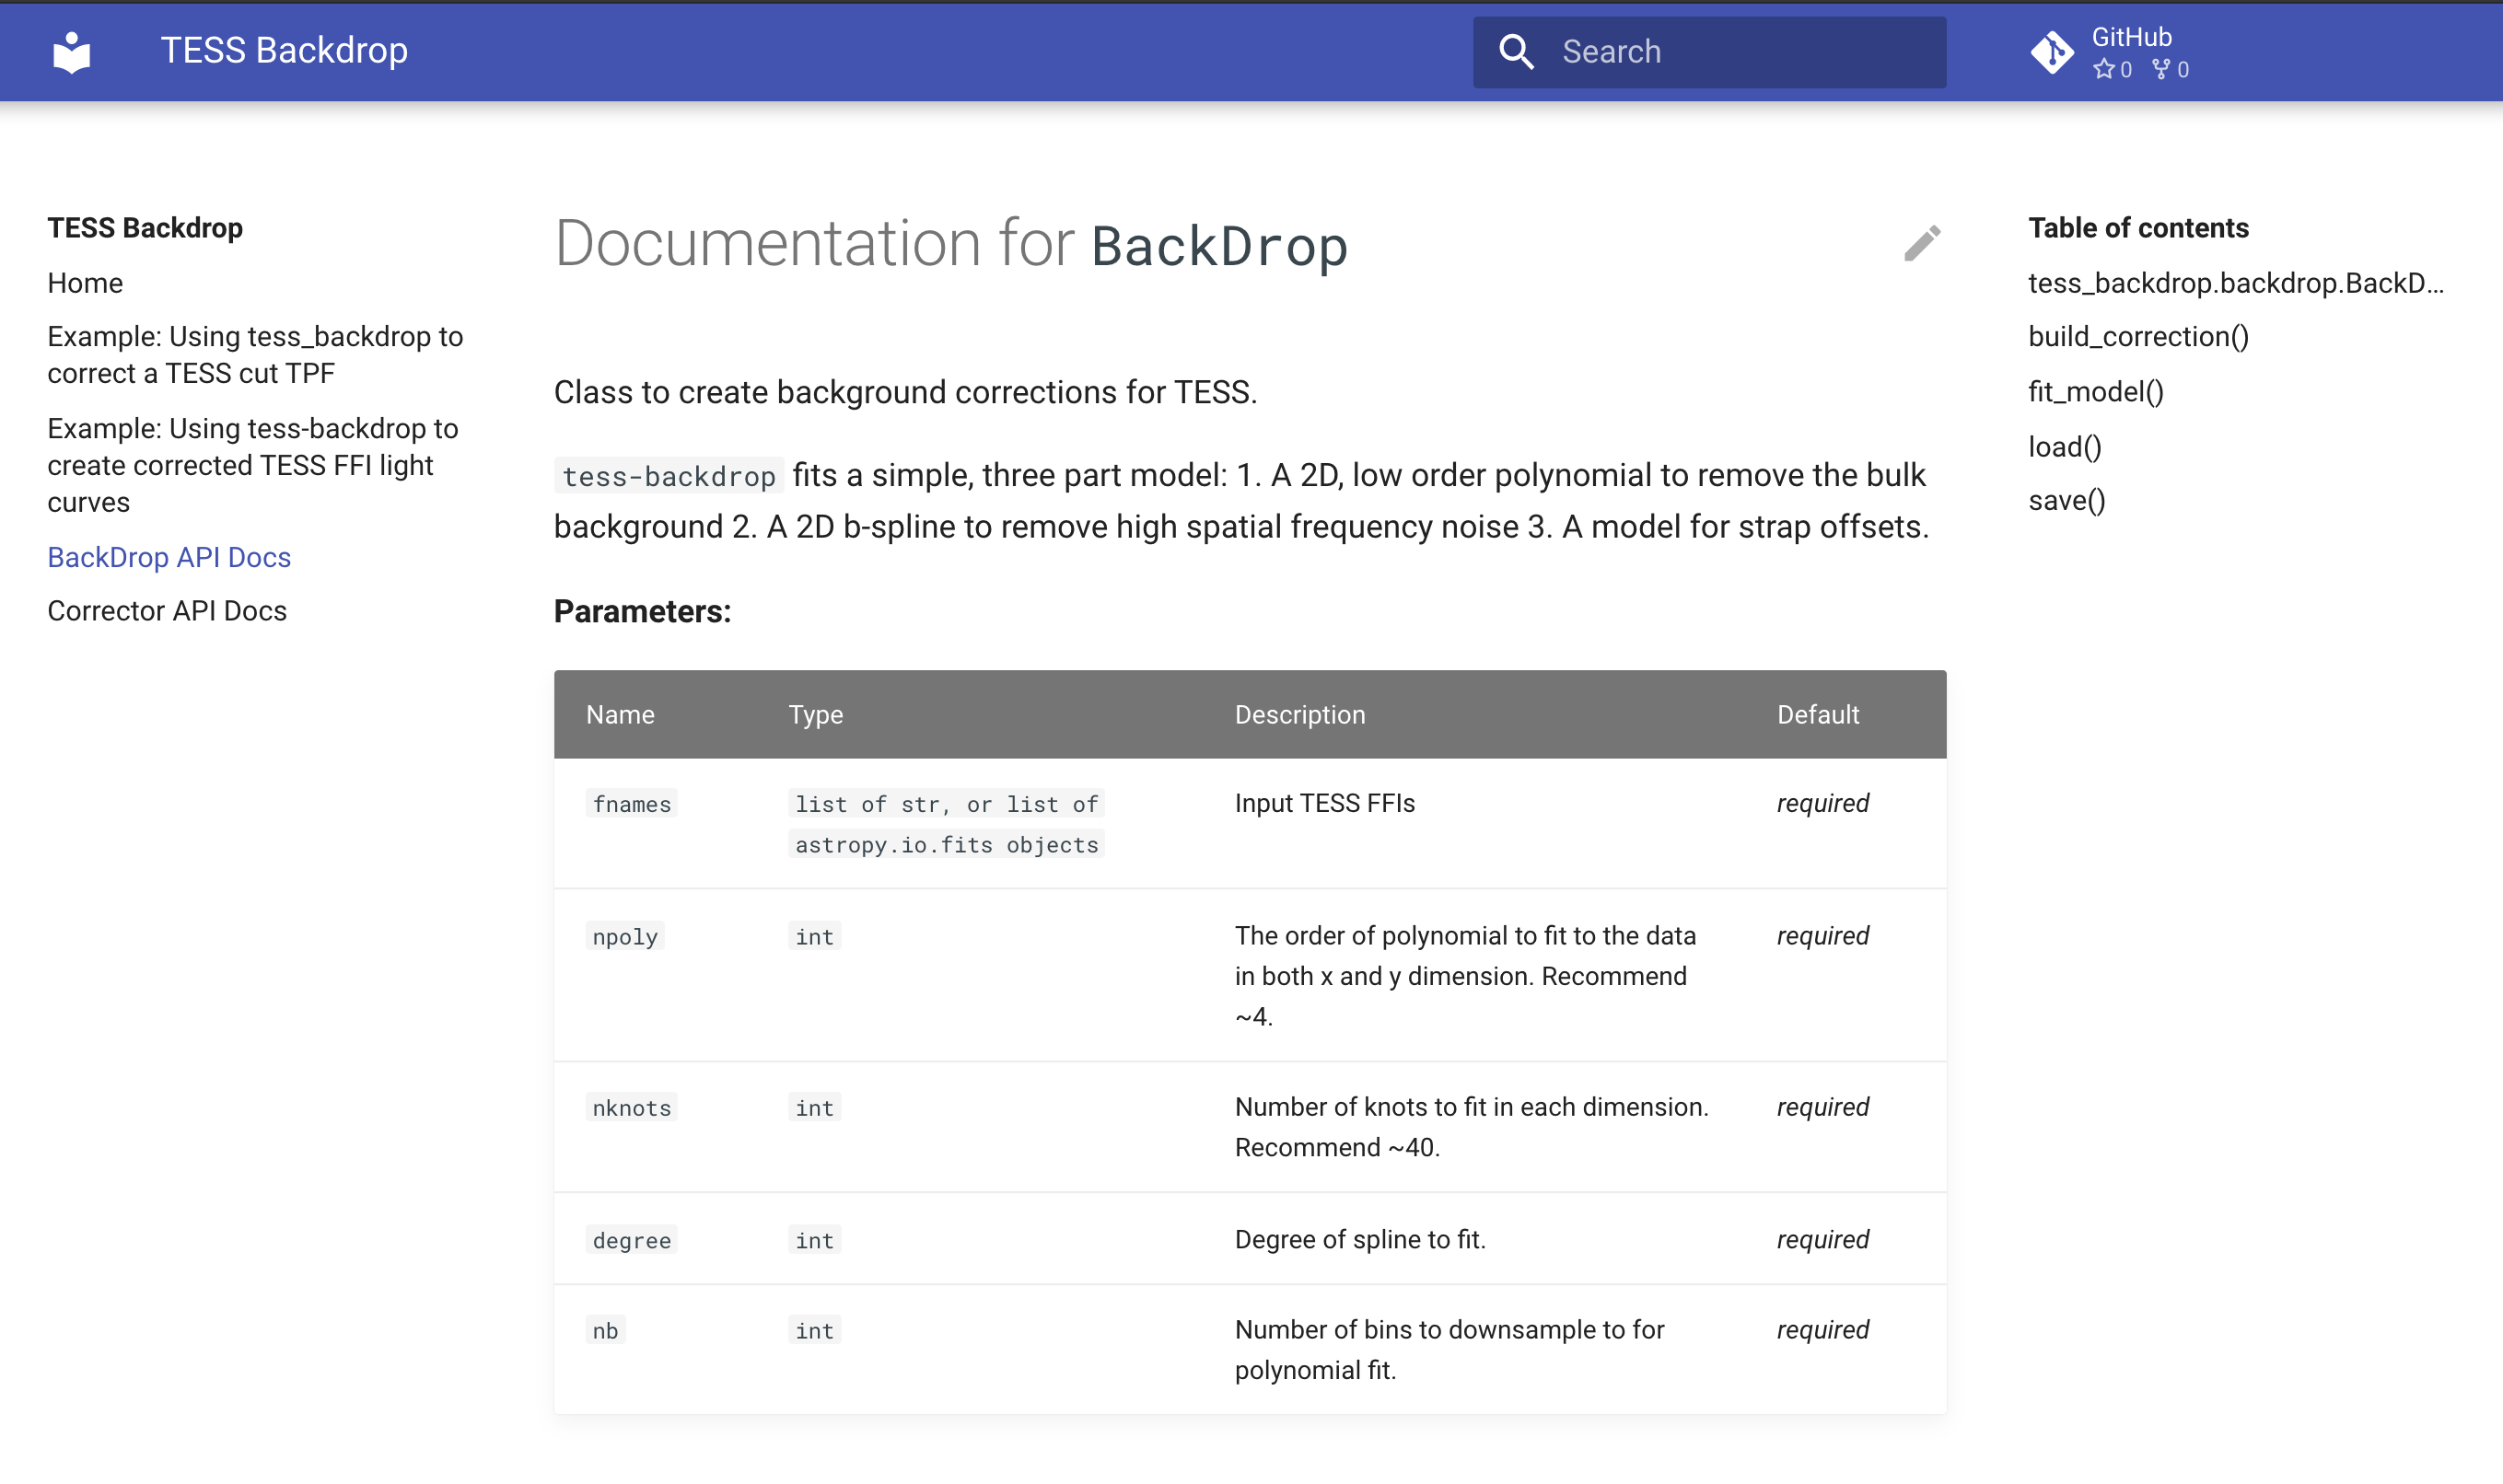 TESS Backdrop
Search
GitHub
0 0
TESS Backdrop
Home
Example: Using tess_backdrop to
correct a TESS cut TPF
Example: Using tess-backdrop to
create corrected TESS FFI light
curves
BackDrop API Docs
Corrector API Docs
Documentation for BackDrop
Class to create background corrections for TESS.
tess-backdrop fits a simple, three part model: 1. A 2D, low order polynomial to remove the bulk
background 2. A 2D b-spline to remove high spatial frequency noise 3. A model for strap offsets.
Parameters:
Name Type Description Default
fnames list of str, or list of Input TESS FFIs required
astropy.io.fits objects
npoly int The order of polynomial to fit to the data required
in both x and y dimension. Recommend
~4.
nknots int Number of knots to fit in each dimension. required
Recommend ~40.
degree int Degree of spline to fit. required
nb int Number of bins to downsample to for required
polynomial fit.
Table of contents
tess_backdrop.backdrop.BackD...
build_correction()
fit_model()
load()
save()